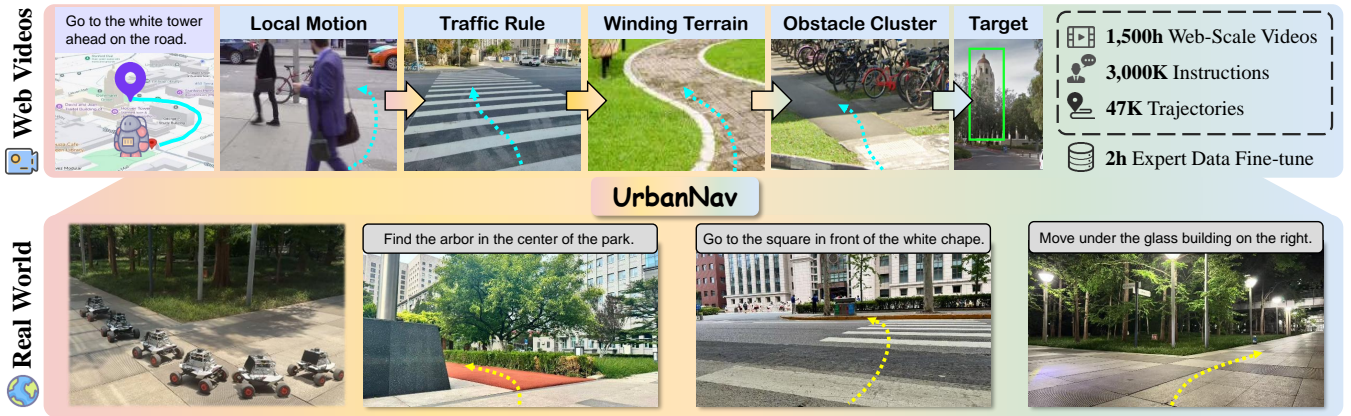 Web Videos
Go to the white tower
ahead on the road.
Local Motion
Traffic Rule
Winding Terrain
Obstacle Cluster
Target
1,500h Web-Scale Videos
3,000K Instructions
47K Trajectories
2h Expert Data Fine-tune
UrbanNav
Real World
Find the arbor in the center of the park.
Go to the square in front of the white chape.
Move under the glass building on the right.